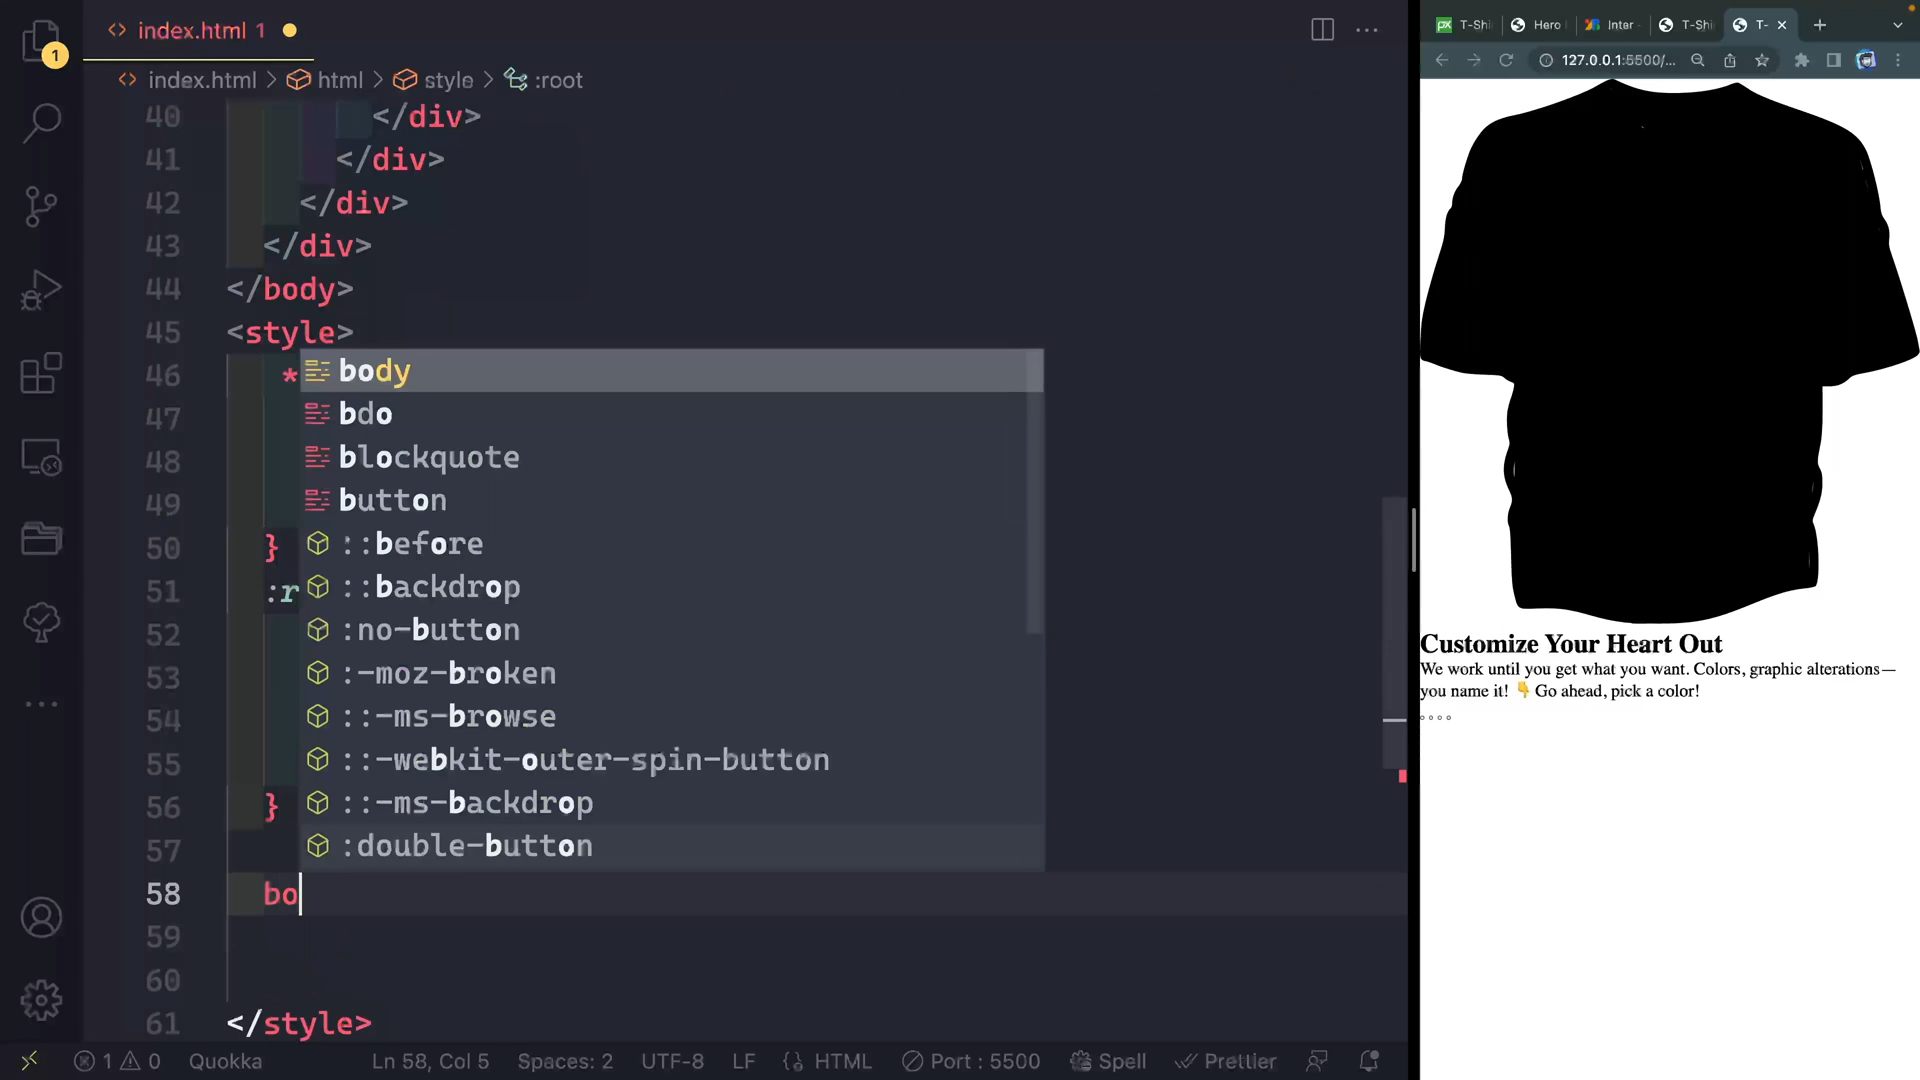 index.html 1
index.html > html > style > :root
40 </div>
41 </div>
42 </div>
43 </div>
44 </body>
45 <style>
46 *
47
48
49
50 }
51 :r
52
53
54
55
56 }
57
58 bo
59
60
61 </style>
body
bdo
blockquote
button
::before
::backdrop
:no-button
:-moz-broken
::-ms-browse
::-webkit-outer-spin-button
::-ms-backdrop
:double-button
1
1 0 Quokka Ln 58, Col 5 Spaces: 2 UTF-8 LF {} HTML Port : 5500 Spell Prettier
T-Shi Hero Inter T-Shi T-
127.0.0.1:5500/...
Customize Your Heart Out
We work until you get what you want. Colors, graphic alterations—
you name it! 👇 Go ahead, pick a color!